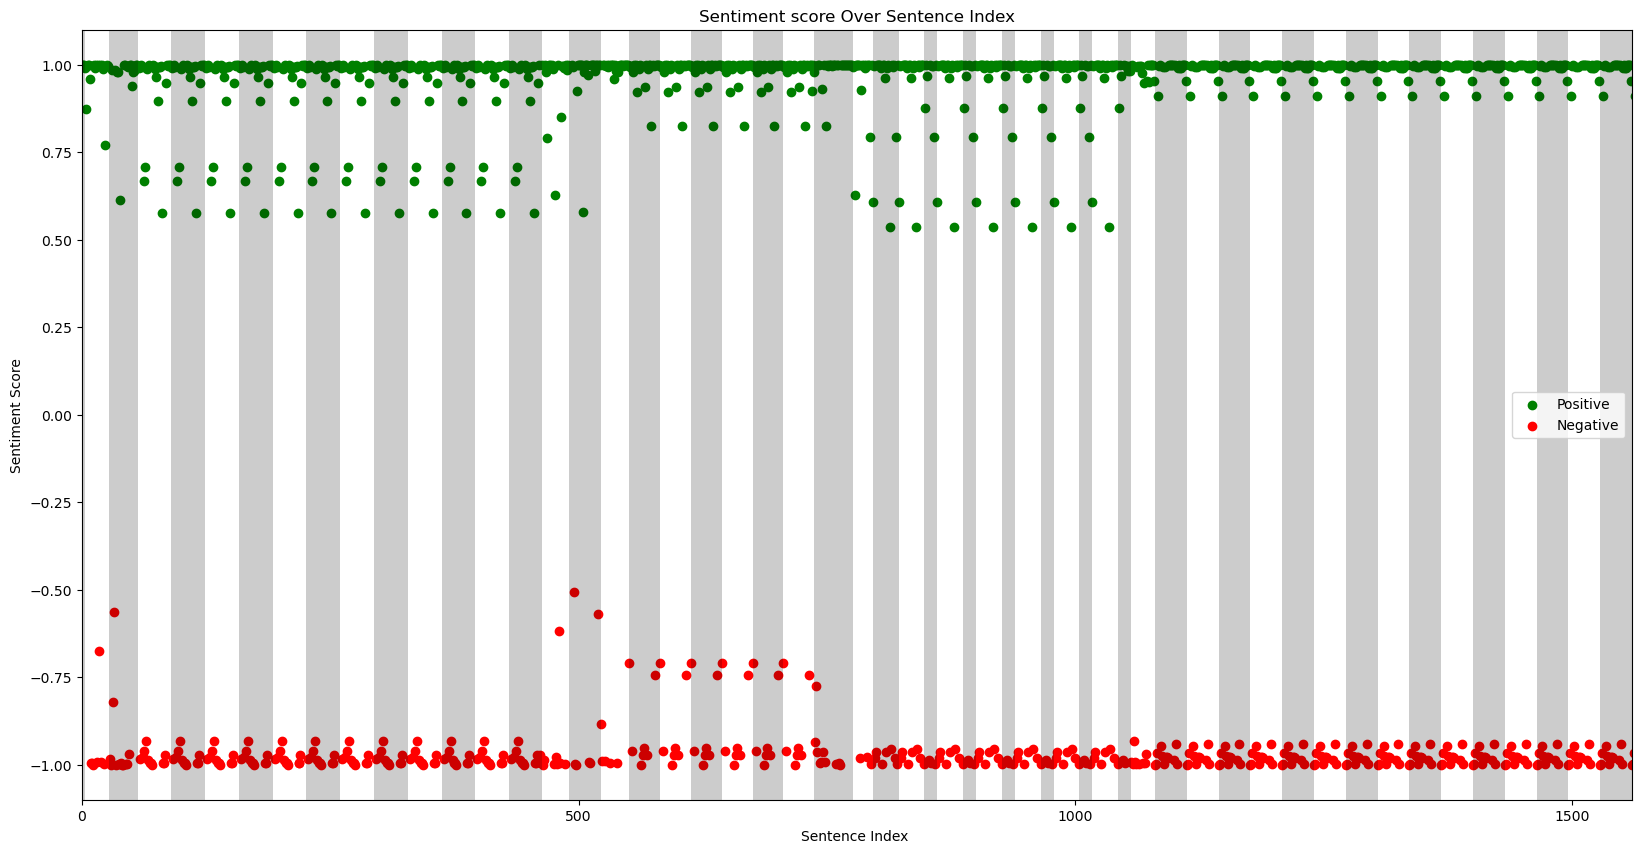 Sentiment score Over Sentence Index
1.00
0.75
0.50
0.25
0.00
−0.25
−0.50
−0.75
−1.00
Sentiment Score
Positive
Negative
0
500
1000
1500
Sentence Index